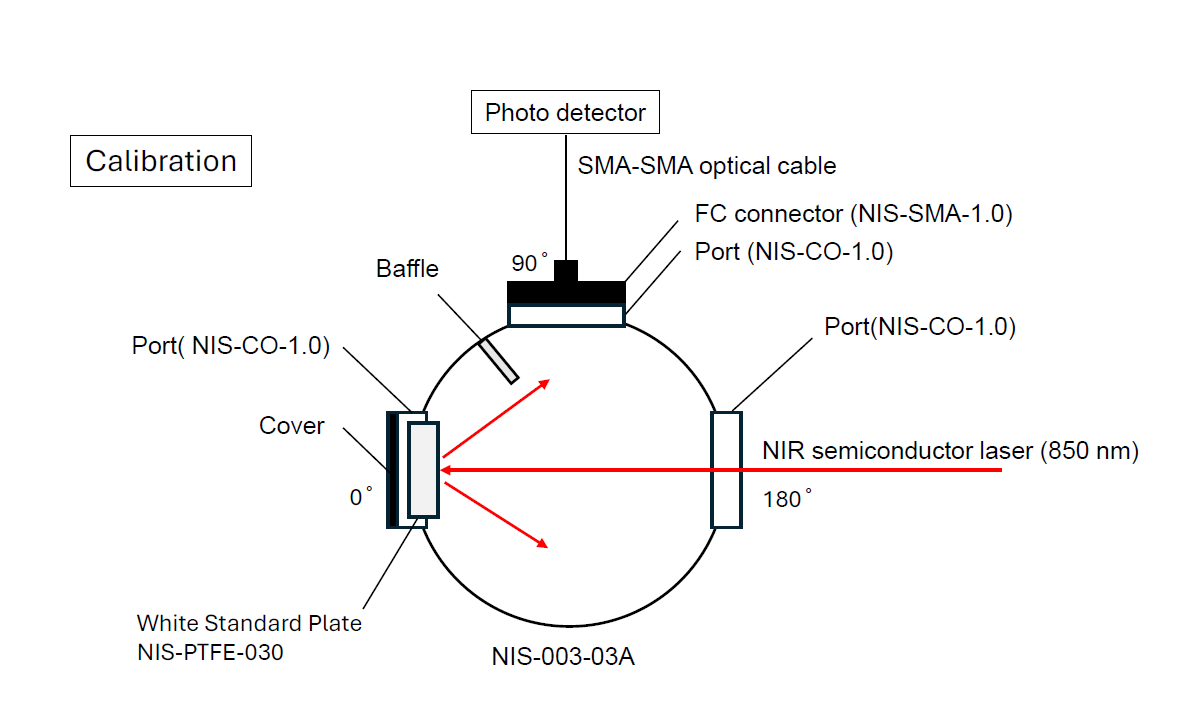 Photo detector
Calibration
SMA-SMA optical cable
FC connector (NIS-SMA-1.0)
Port (NIS-CO-1.0)
90°
Baffle
Port(NIS-CO-1.0)
Port( NIS-CO-1.0)
Cover
NIR semiconductor laser (850 nm)
0°
180°
White Standard Plate
NIS-PTFE-030
NIS-003-03A